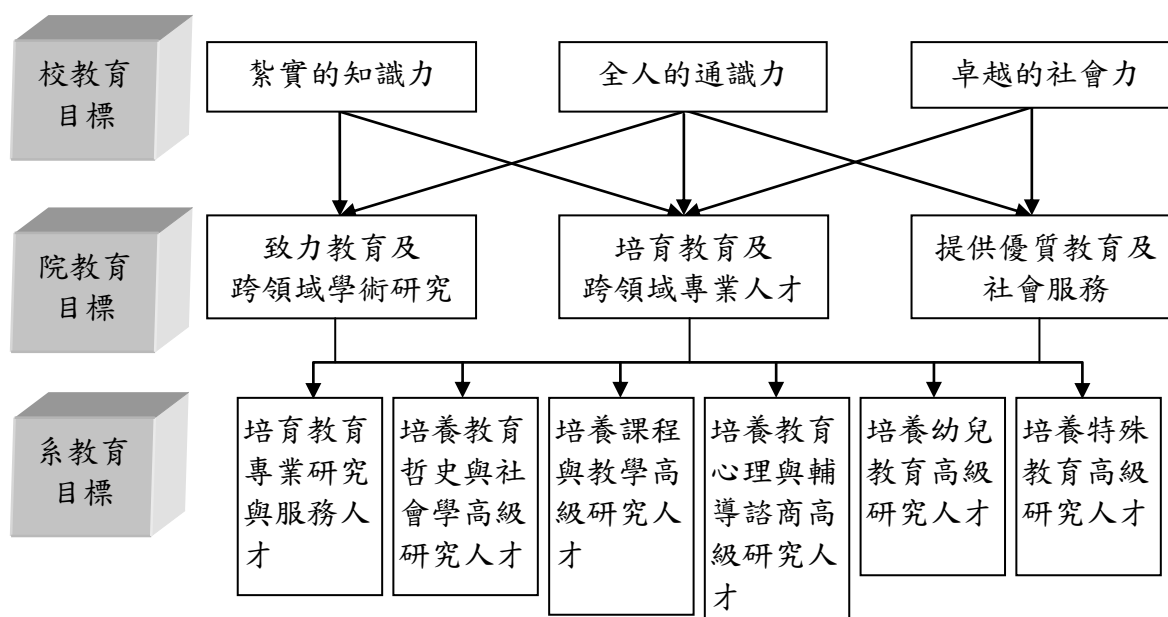 校教育
目標
紮實的知識力
全人的通識力
卓越的社會力
院教育
目標
致力教育及
跨領域學術研究
培育教育及
跨領域專業人才
提供優質教育及
社會服務
系教育
目標
培育教育
專業研究
與服務人
才
培養教育
哲史與社
會學高級
研究人才
培養課程
與教學高
級研究人
才
培養教育
心理與輔
導諮商高
級研究人
才
培養幼兒
教育高級
研究人才
培養特殊
教育高級
研究人才